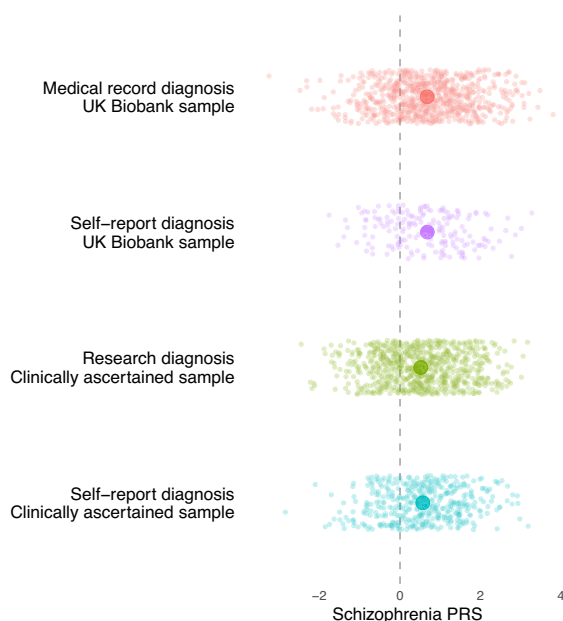 Medical record diagnosis
UK Biobank sample
Self−report diagnosis
UK Biobank sample
Research diagnosis
Clinically ascertained sample
Self−report diagnosis
Clinically ascertained sample
−2 0 2 4
Schizophrenia PRS